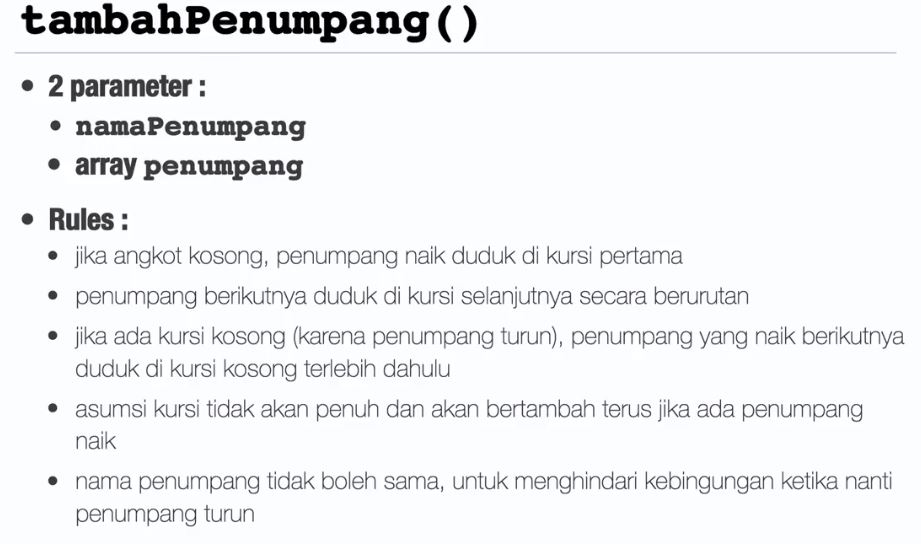 tambahPenumpang()
• 2 parameter :
• namaPenumpang
• array penumpang
• Rules :
• jika angkot kosong, penumpang naik duduk di kursi pertama
• penumpang berikutnya duduk di kursi selanjutnya secara berurutan
• jika ada kursi kosong (karena penumpang turun), penumpang yang naik berikutnya
duduk di kursi kosong terlebih dahulu
• asumsi kursi tidak akan penuh dan akan bertambah terus jika ada penumpang
naik
• nama penumpang tidak boleh sama, untuk menghindari kebingungan ketika nanti
penumpang turun